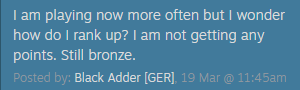 I am playing now more often but I wonder
how do I rank up? I am not getting any
points. Still bronze.
Posted by: Black Adder [GER], 19 Mar @ 11:45am